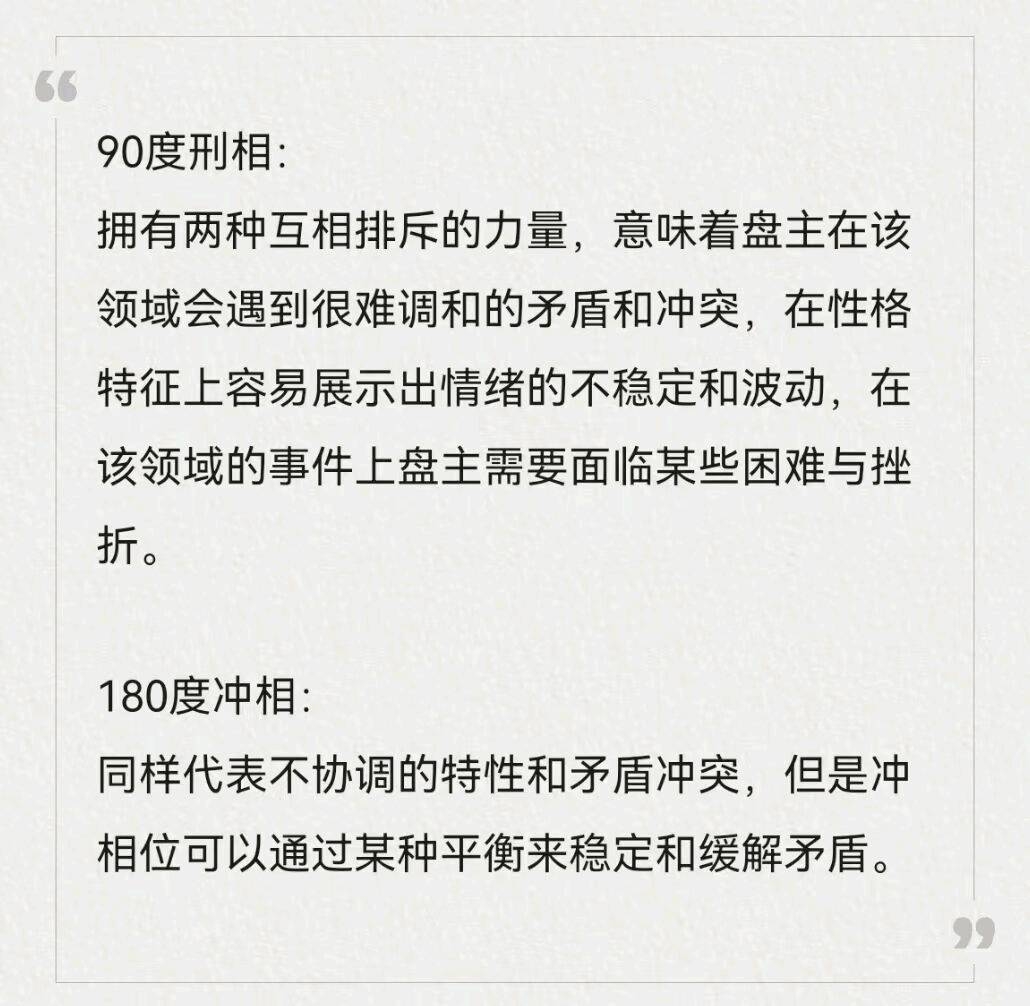 “
90度刑相：
拥有两种互相排斥的力量，意味着盘主在该
领域会遇到很难调和的矛盾和冲突，在性格
特征上容易展示出情绪的不稳定和波动，在
该领域的事件上盘主需要面临某些困难与挫
折。
180度冲相：
同样代表不协调的特性和矛盾冲突，但是冲
相位可以通过某种平衡来稳定和缓解矛盾。
”